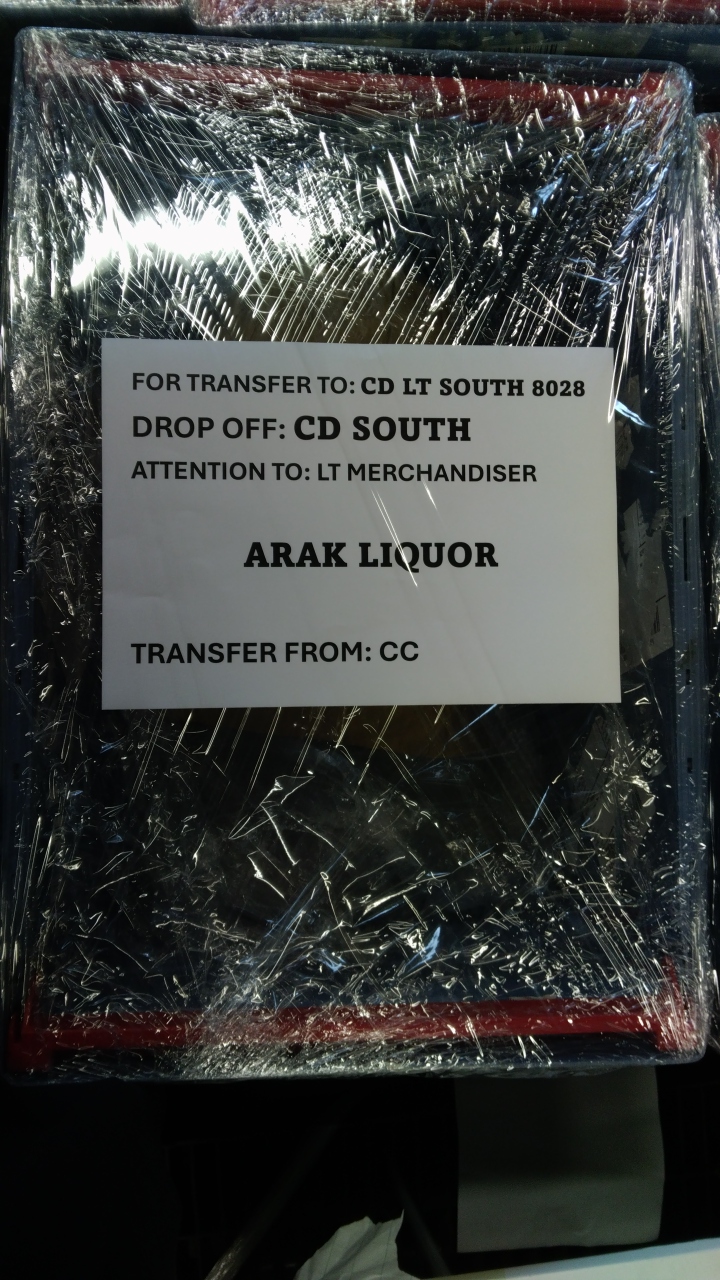 FOR TRANSFER TO: CD LT SOUTH 8028
DROP OFF: CD SOUTH
ATTENTION TO: LT MERCHANDISER
ARAK LIQUOR
TRANSFER FROM: CC